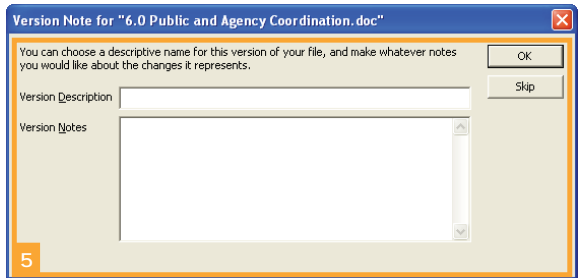 Version Note for "6.0 Public and Agency Coordination.doc"
You can choose a descriptive name for this version of your file, and make whatever notes
you would like about the changes it represents.
OK
Skip
Version Description
Version Notes
5